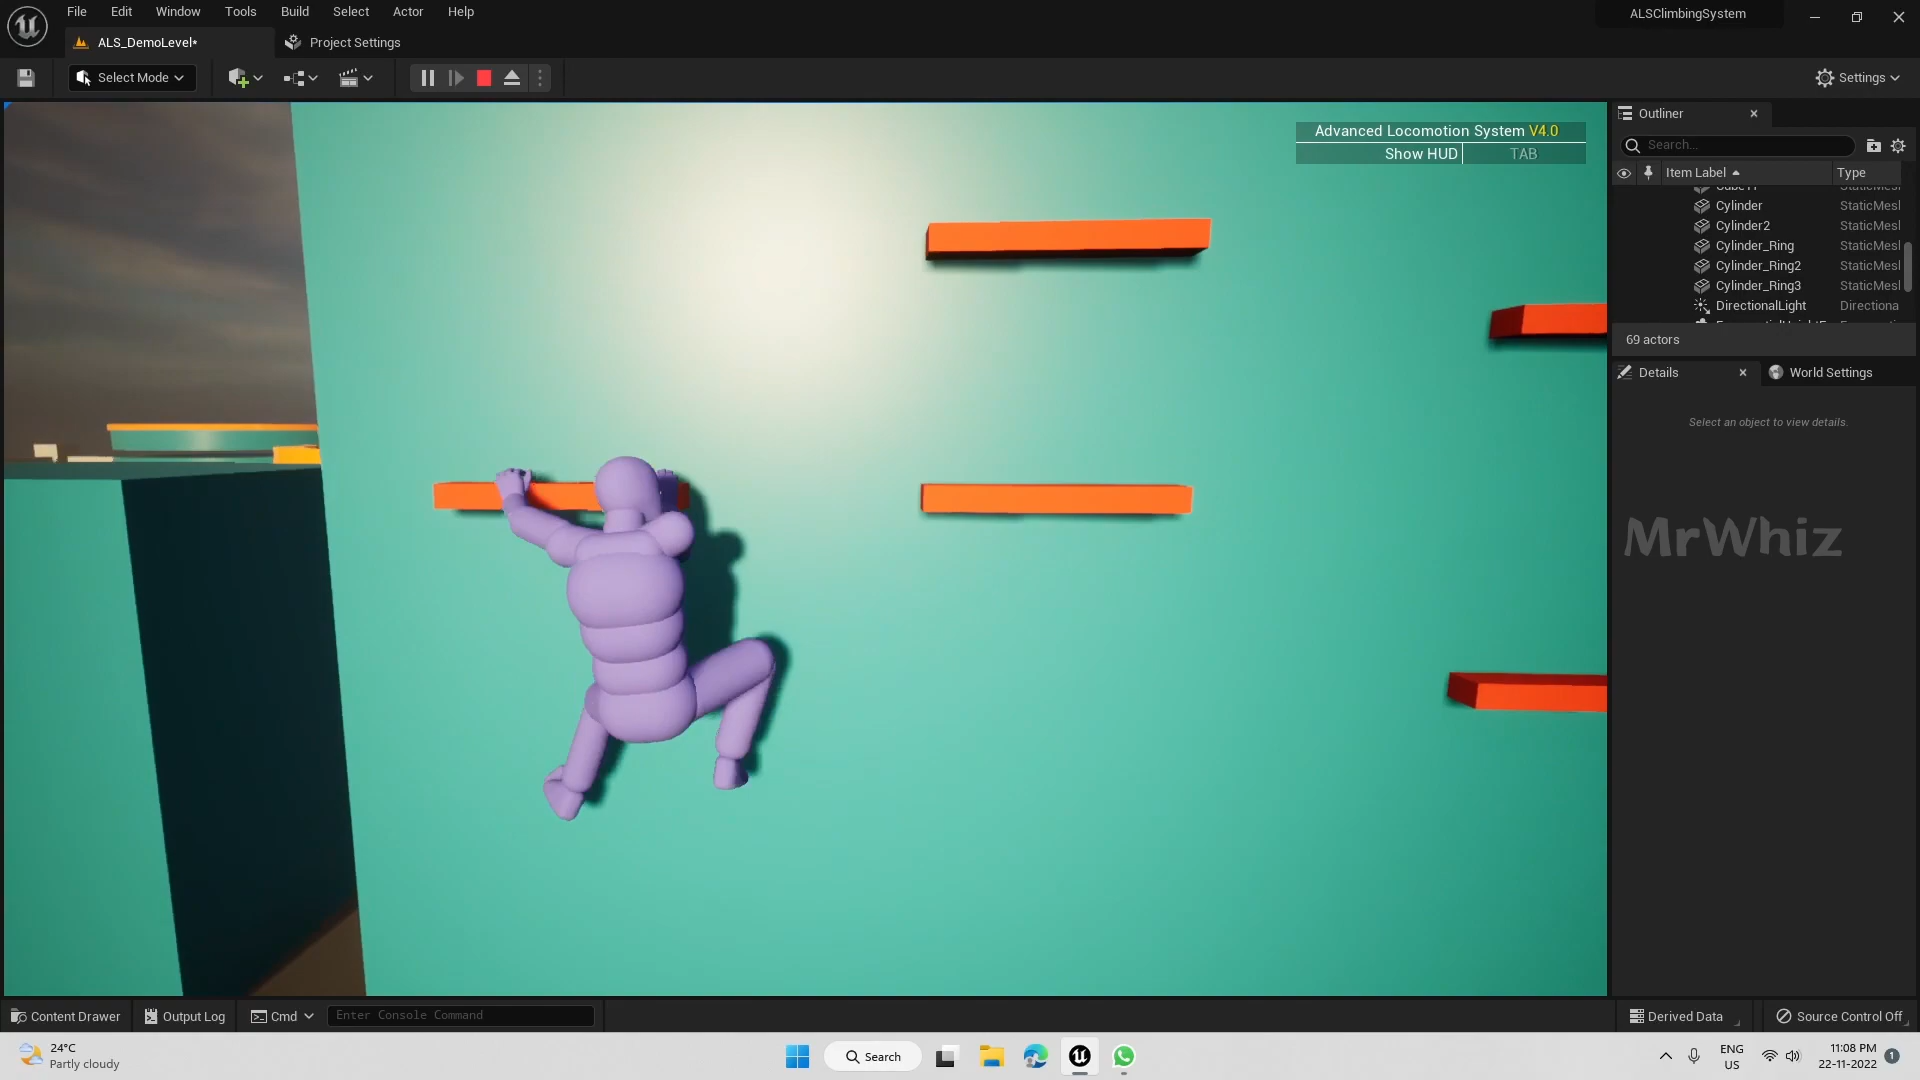 File Edit Window Tools Build Select Actor Help
ALSClimbingSystem
ALS_DemoLevel*
Project Settings
Select Mode
Settings
Advanced Locomotion System V4.0
Show HUD TAB
Outliner
Search...
Item Label Type
Cylinder StaticMesl
Cylinder2 StaticMesl
Cylinder_Ring StaticMesl
Cylinder_Ring2 StaticMesl
Cylinder_Ring3 StaticMesl
DirectionalLight Directiona
69 actors
Details
World Settings
Select an object to view details.
MrWhiz
Content Drawer
Output Log
Cmd
Enter Console Command
Derived Data
Source Control Off
24°C
Partly cloudy
Search
ENG
US
11:08 PM
22-11-2022
1